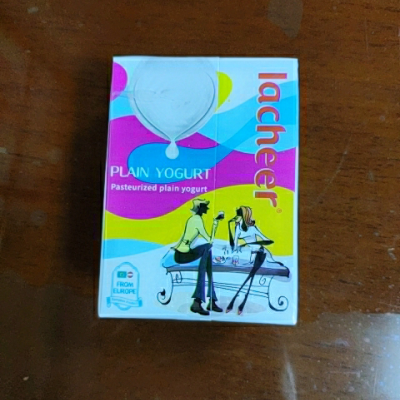 lacheer
PLAIN YOGURT
Pasteurized plain yogurt
FROM
EUROPE